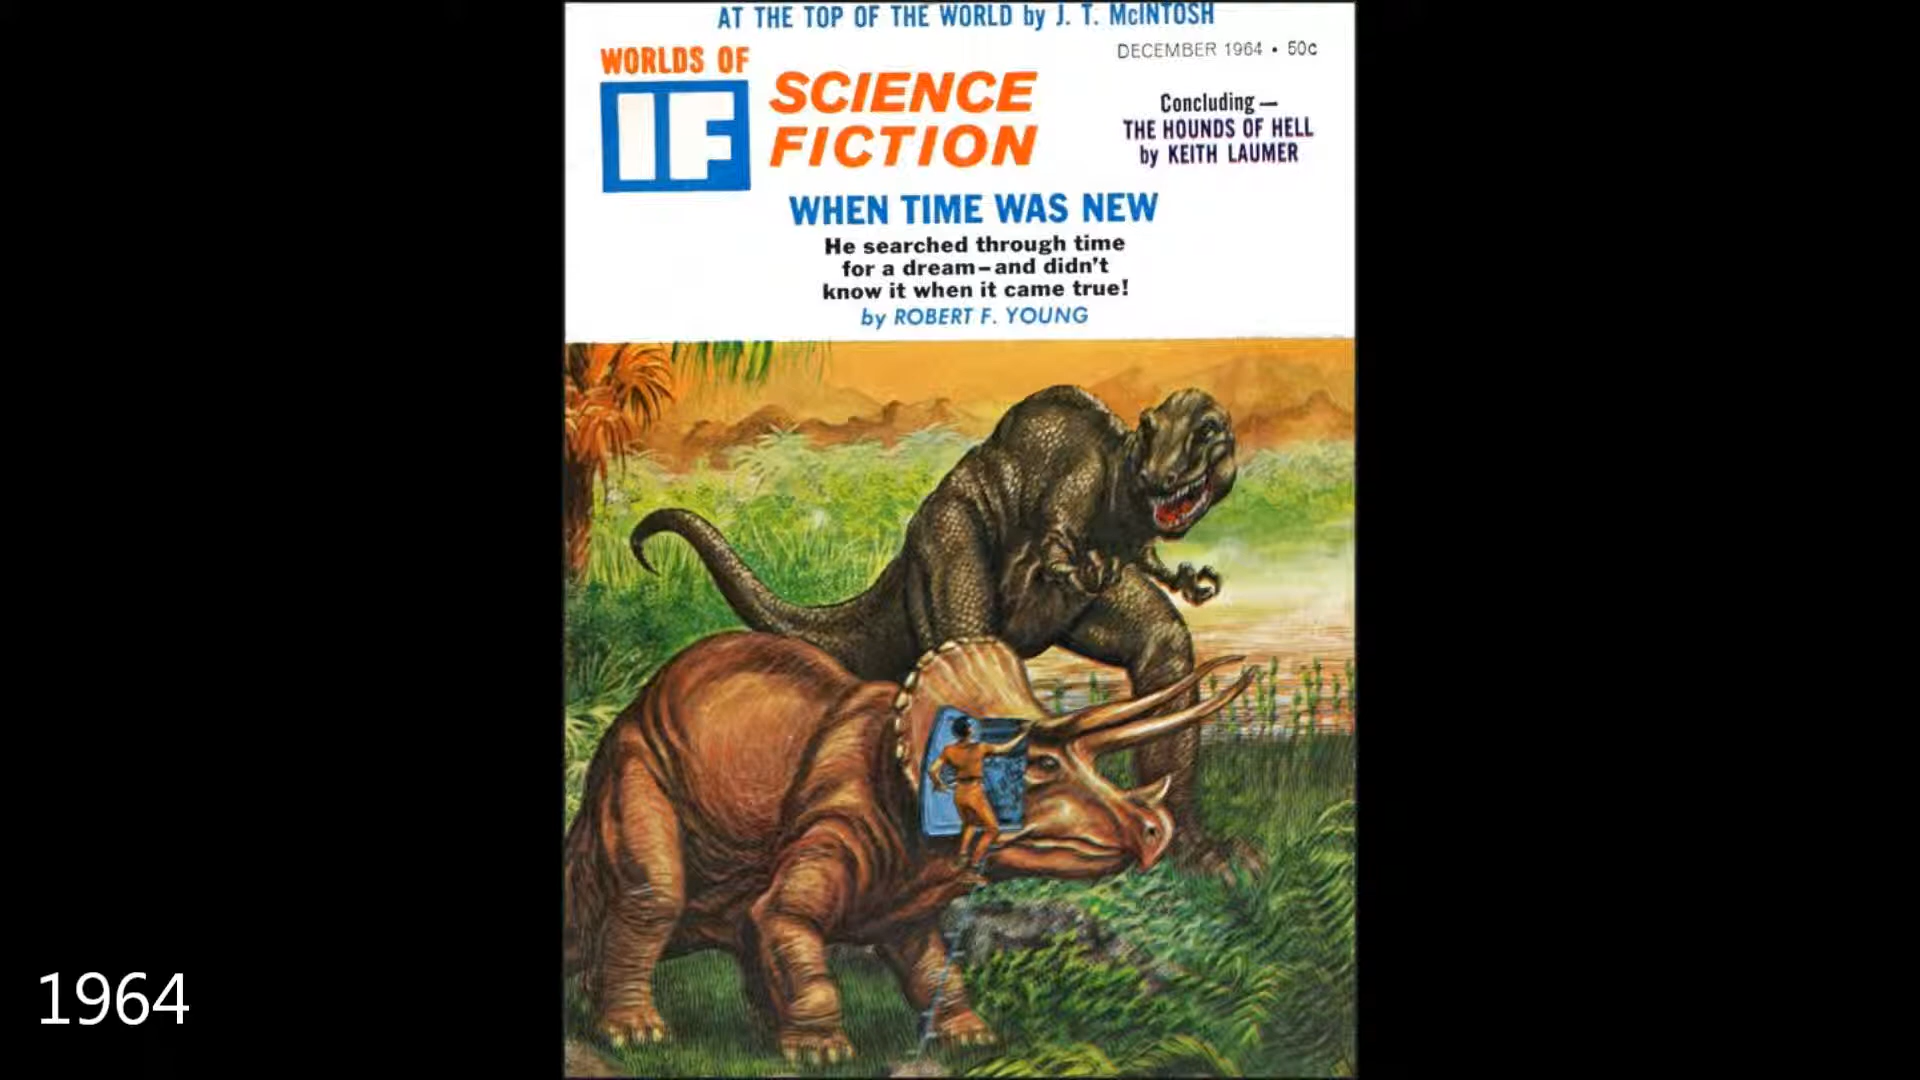 AT THE TOP OF THE WORLD by J. T. McINTOSH
DECEMBER 1964 • 50c
WORLDS OF
IF
SCIENCE
FICTION
Concluding—
THE HOUNDS OF HELL
by KEITH LAUMER
WHEN TIME WAS NEW
He searched through time
for a dream—and didn't
know it when it came true!
by ROBERT F. YOUNG
1964